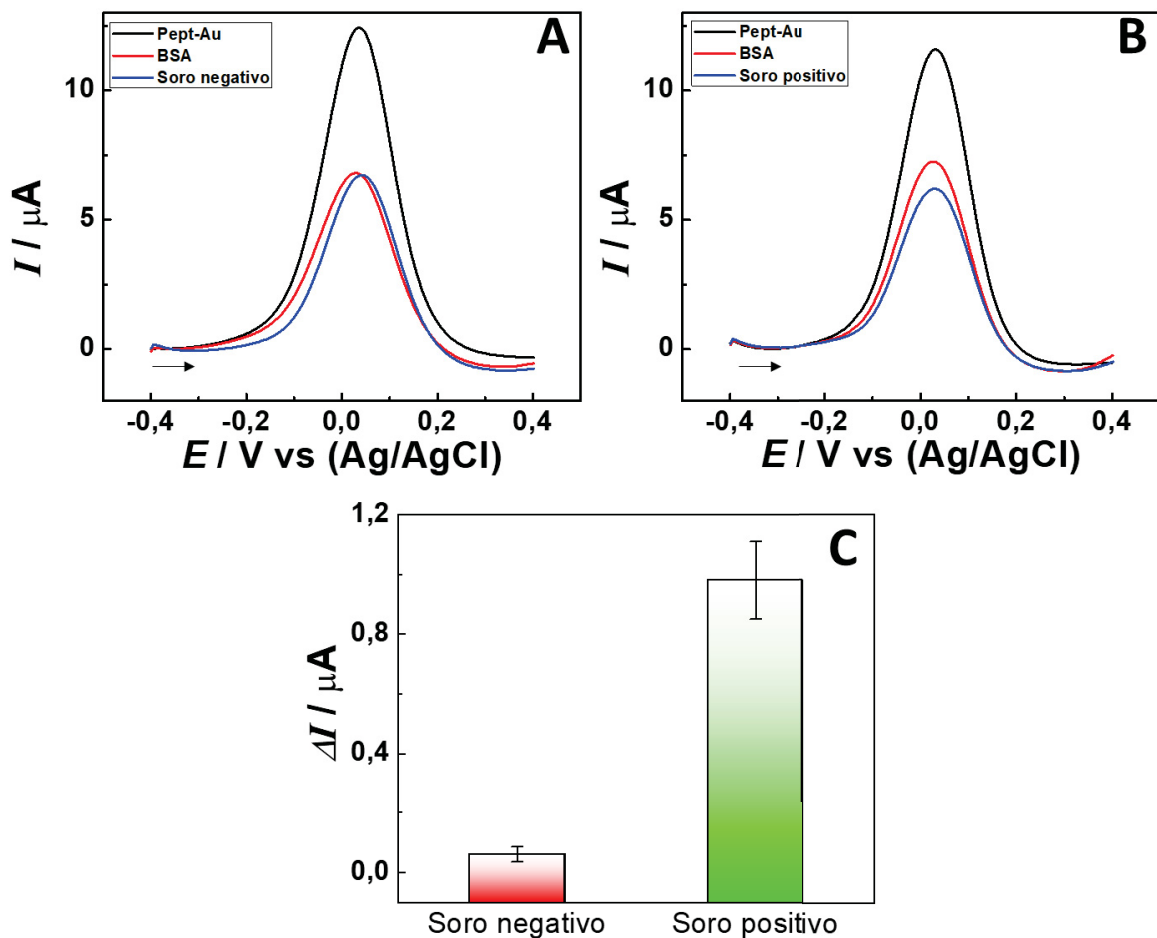 Pept-Au
BSA
Soro negativo
A
10
5
0
I / μA
-0,4 -0,2 0,0 0,2 0,4
E / V vs (Ag/AgCl)
Pept-Au
BSA
Soro positivo
B
10
5
0
I / μA
-0,4 -0,2 0,0 0,2 0,4
E / V vs (Ag/AgCl)
C
1,2
0,8
0,4
0,0
ΔI / μA
Soro negativo Soro positivo